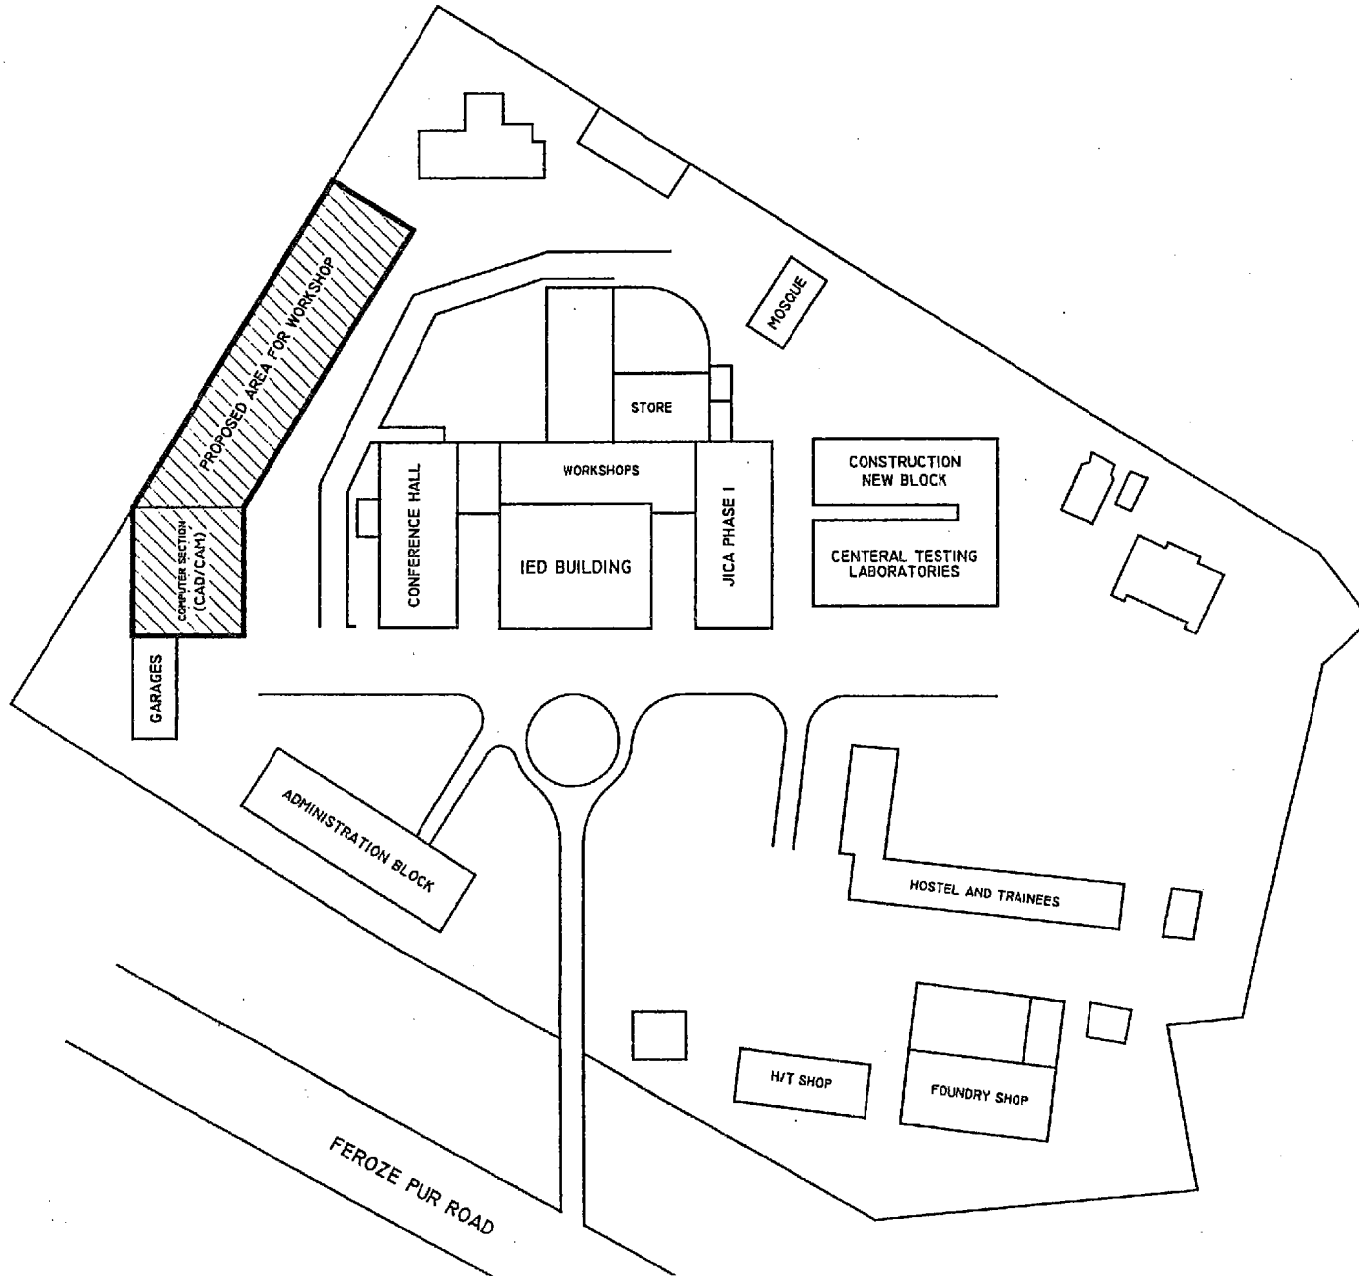 PROPOSED AREA FOR WORKSHOP
MOSQUE
STORE
WORKSHOPS
CONFERENCE HALL
IED BUILDING
JICA PHASE I
CONSTRUCTION
NEW BLOCK
CENTERAL TESTING
LABORATORIES
COMPUTER SECTION
(CAD/CAM)
GARAGES
ADMINISTRATION BLOCK
HOSTEL AND TRAINEES
H/T SHOP
FOUNDRY SHOP
FEROZE PUR ROAD